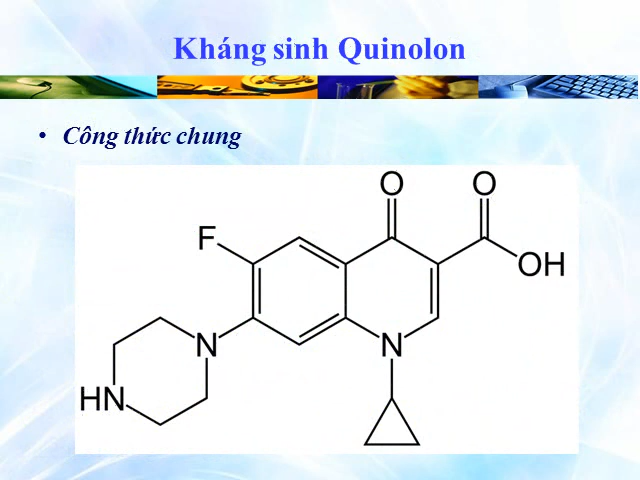 Kháng sinh Quinolon
• Công thức chung
O O
F
OH
N N
HN